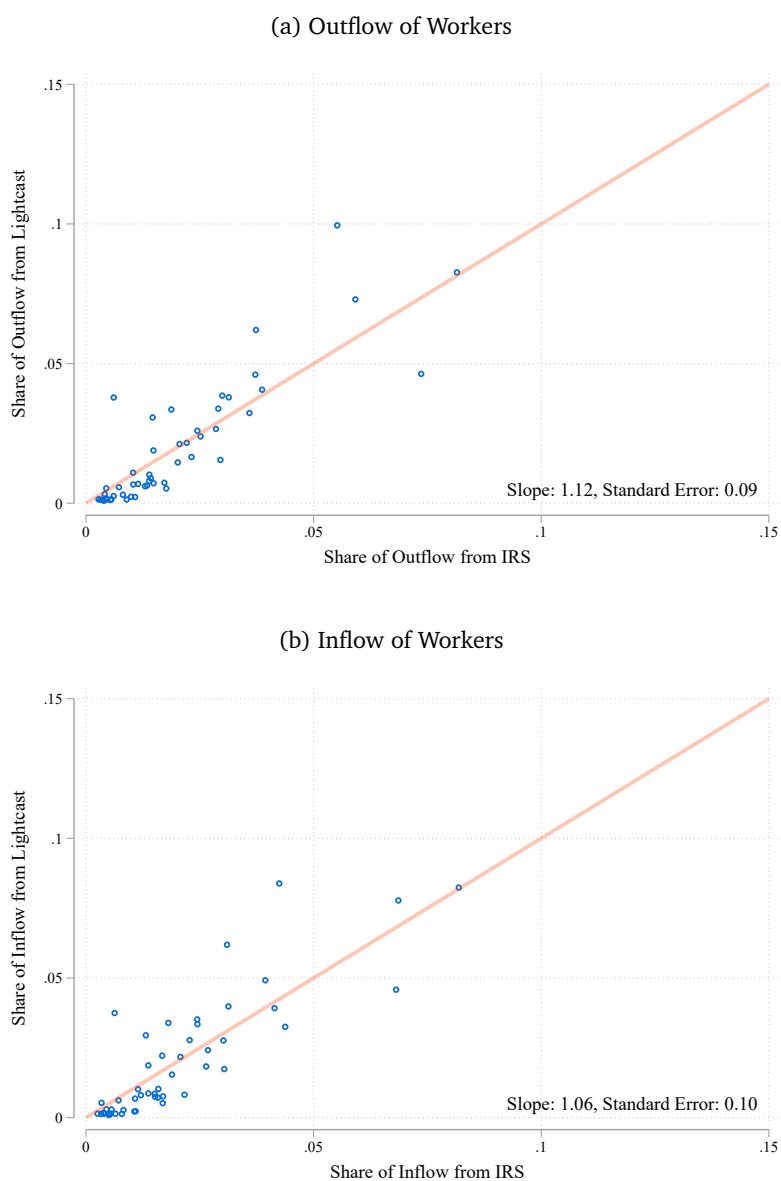 (a) Outflow of Workers
.15
.1
.05
0
Share of Outflow from Lightcast
Slope: 1.12, Standard Error: 0.09
0
.05
.1
.15
Share of Outflow from IRS
(b) Inflow of Workers
.15
.1
.05
0
Share of Inflow from Lightcast
Slope: 1.06, Standard Error: 0.10
0
.05
.1
.15
Share of Inflow from IRS